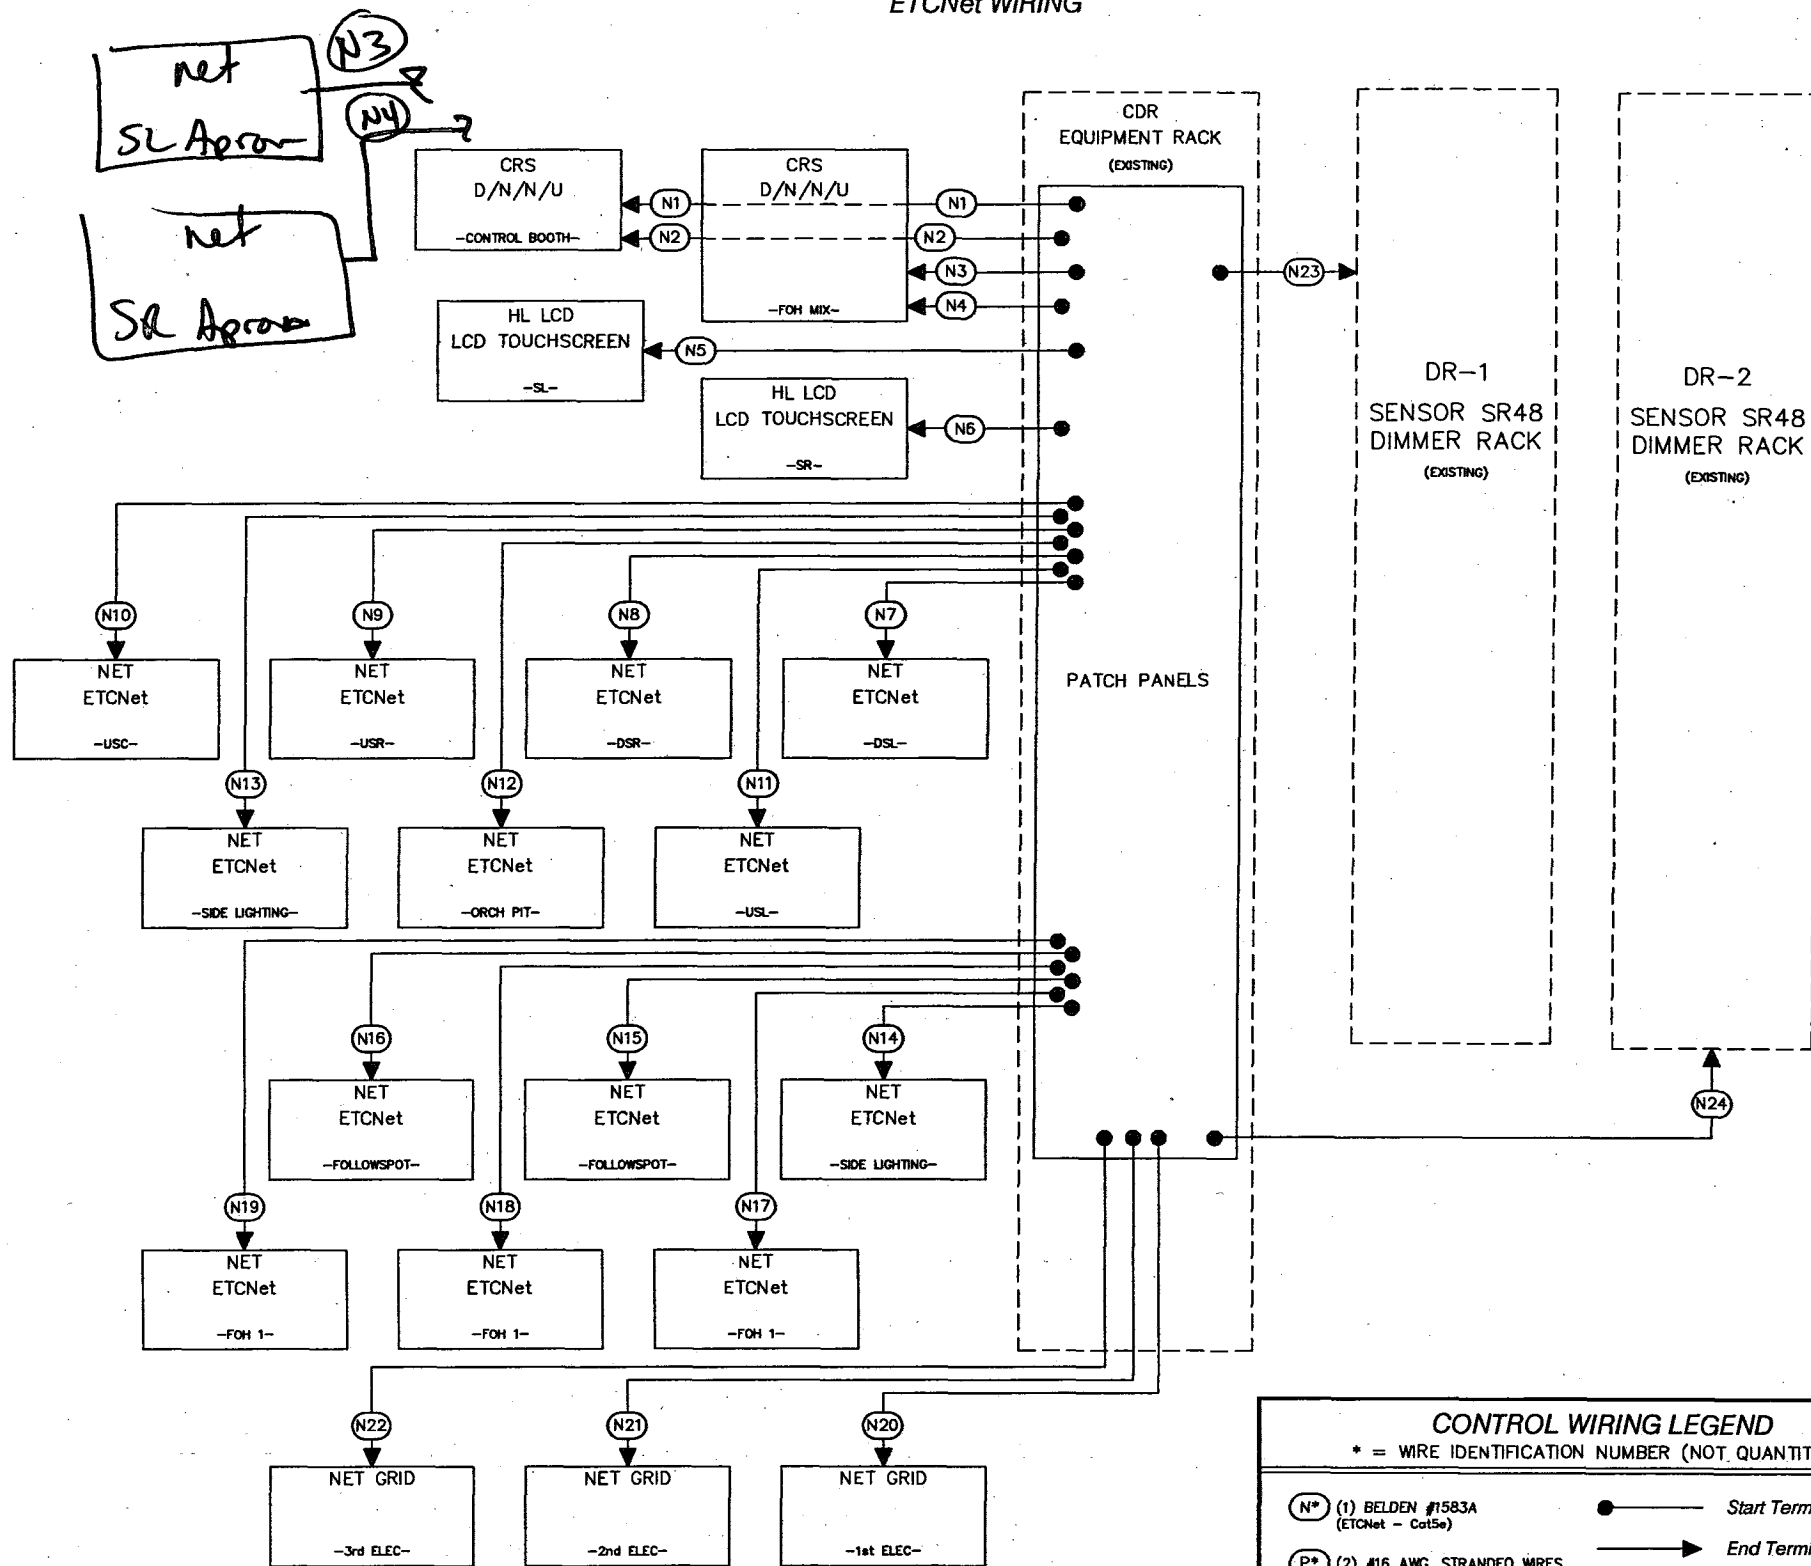 ETCNet WIRING
N3
net
SL Apron
N4
net
SR Apron
CRS
D/N/N/U
-CONTROL BOOTH-
CRS
D/N/N/U
-FOH MIX-
N1
N1
N2
N2
N3
N4
CDR
EQUIPMENT RACK
(EXISTING)
N23
HL LCD
LCD TOUCHSCREEN
-SL-
N5
HL LCD
LCD TOUCHSCREEN
-SR-
N6
DR-1
SENSOR SR48
DIMMER RACK
(EXISTING)
DR-2
SENSOR SR48
DIMMER RACK
(EXISTING)
PATCH PANELS
N10
N9
N8
N7
NET
ETCNet
-USC-
NET
ETCNet
-USR-
NET
ETCNet
-DSR-
NET
ETCNet
-DSL-
N13
N12
N11
NET
ETCNet
-SIDE LIGHTING-
NET
ETCNet
-ORCH PIT-
NET
ETCNet
-USL-
N16
N15
N14
NET
ETCNet
-FOLLOWSPOT-
NET
ETCNet
-FOLLOWSPOT-
NET
ETCNet
-SIDE LIGHTING-
N24
N19
N18
N17
NET
ETCNet
-FOH 1-
NET
ETCNet
-FOH 1-
NET
ETCNet
-FOH 1-
N22
N21
N20
NET GRID
-3rd ELEC-
NET GRID
-2nd ELEC-
NET GRID
-1st ELEC-
CONTROL WIRING LEGEND
* = WIRE IDENTIFICATION NUMBER (NOT QUANTIT
N* (1) BELDEN #1583A
(ETCNet - Cat5e)
Start Term
End Termi
P* (2) #16 AWG STRANDED WIRES